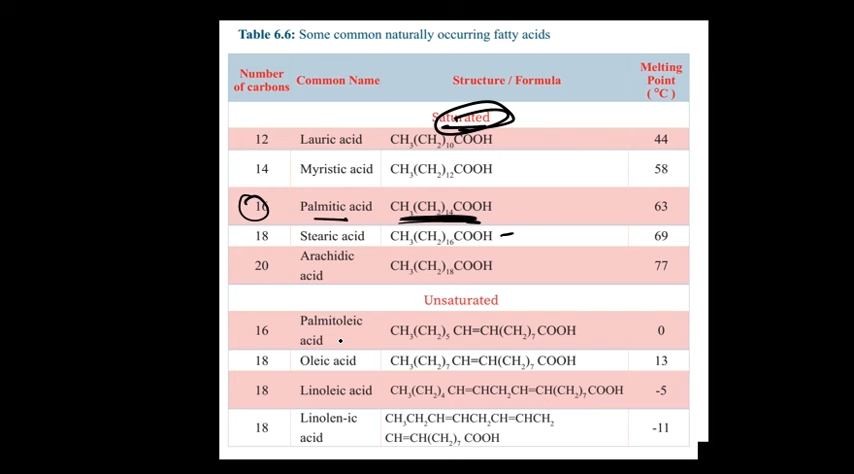 Table 6.6: Some common naturally occurring fatty acids
Number of carbons Common Name Structure / Formula Melting Point (°C)
Saturated
12 Lauric acid CH₃(CH₂)₁₀COOH 44
14 Myristic acid CH₃(CH₂)₁₂COOH 58
16 Palmitic acid CH₃(CH₂)₁₄COOH 63
18 Stearic acid CH₃(CH₂)₁₆COOH 69
20 Arachidic acid CH₃(CH₂)₁₈COOH 77
Unsaturated
16 Palmitoleic acid CH₃(CH₂)₅ CH=CH(CH₂)₇ COOH 0
18 Oleic acid CH₃(CH₂)₇ CH=CH(CH₂)₇ COOH 13
18 Linoleic acid CH₃(CH₂)₄ CH=CHCH₂CH=CH(CH₂)₇COOH -5
18 Linolen-ic acid CH₃CH₂CH=CHCH₂CH=CHCH₂ CH=CH(CH₂)₇ COOH -11